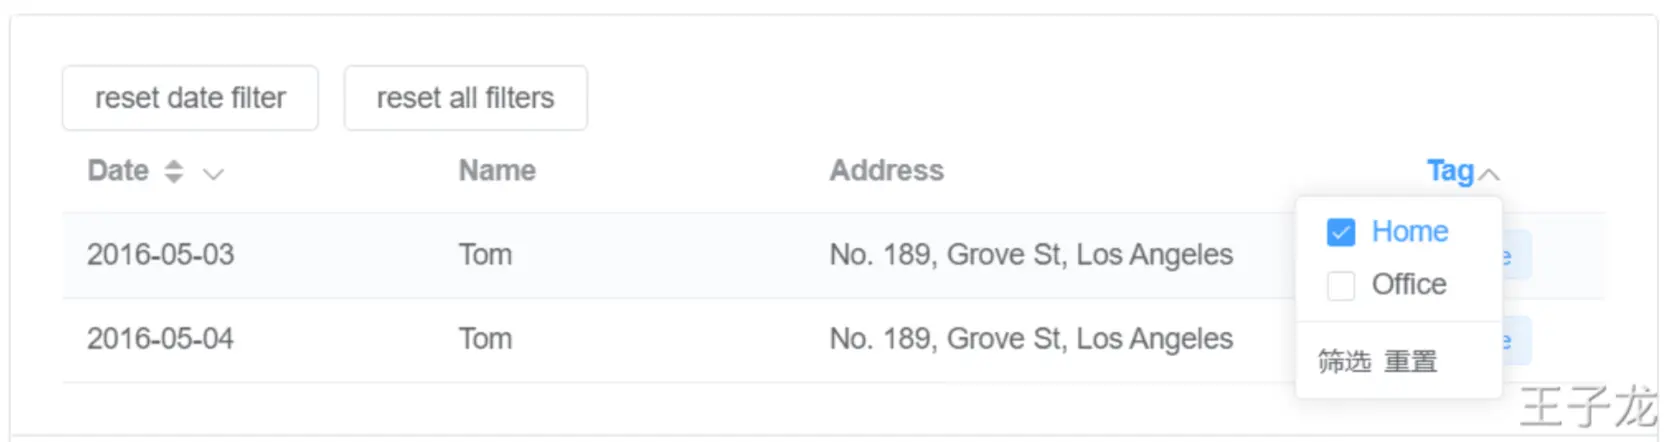 reset date filter reset all filters
Date Name Address Tag
Home
2016-05-03 Tom No. 189, Grove St, Los Angeles
Office
2016-05-04 Tom No. 189, Grove St, Los Angeles
筛选 重置
王子龙